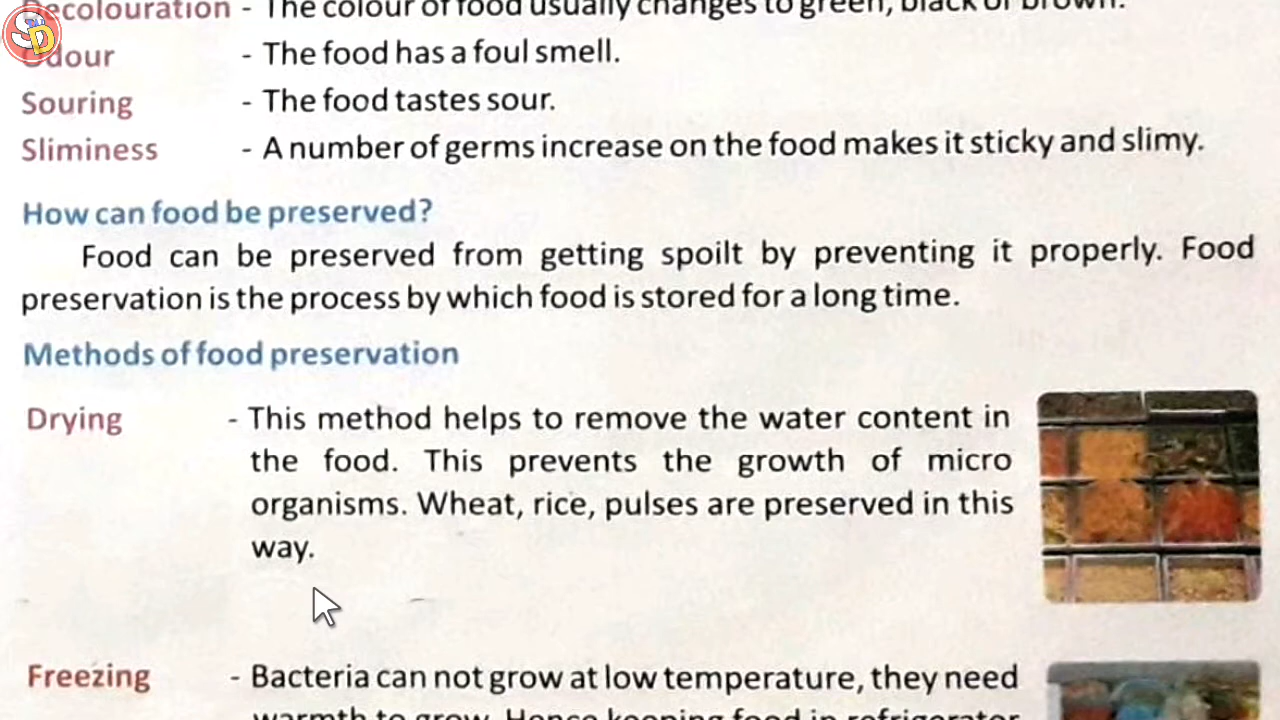 Decolouration - The colour of food usually changes to green, black or brown.
Odour - The food has a foul smell.
Souring - The food tastes sour.
Sliminess - A number of germs increase on the food makes it sticky and slimy.
How can food be preserved?
Food can be preserved from getting spoilt by preventing it properly. Food
preservation is the process by which food is stored for a long time.
Methods of food preservation
Drying - This method helps to remove the water content in
the food. This prevents the growth of micro
organisms. Wheat, rice, pulses are preserved in this
way.
Freezing - Bacteria can not grow at low temperature, they need
warmth to grow. Hence keeping food in refrigerator